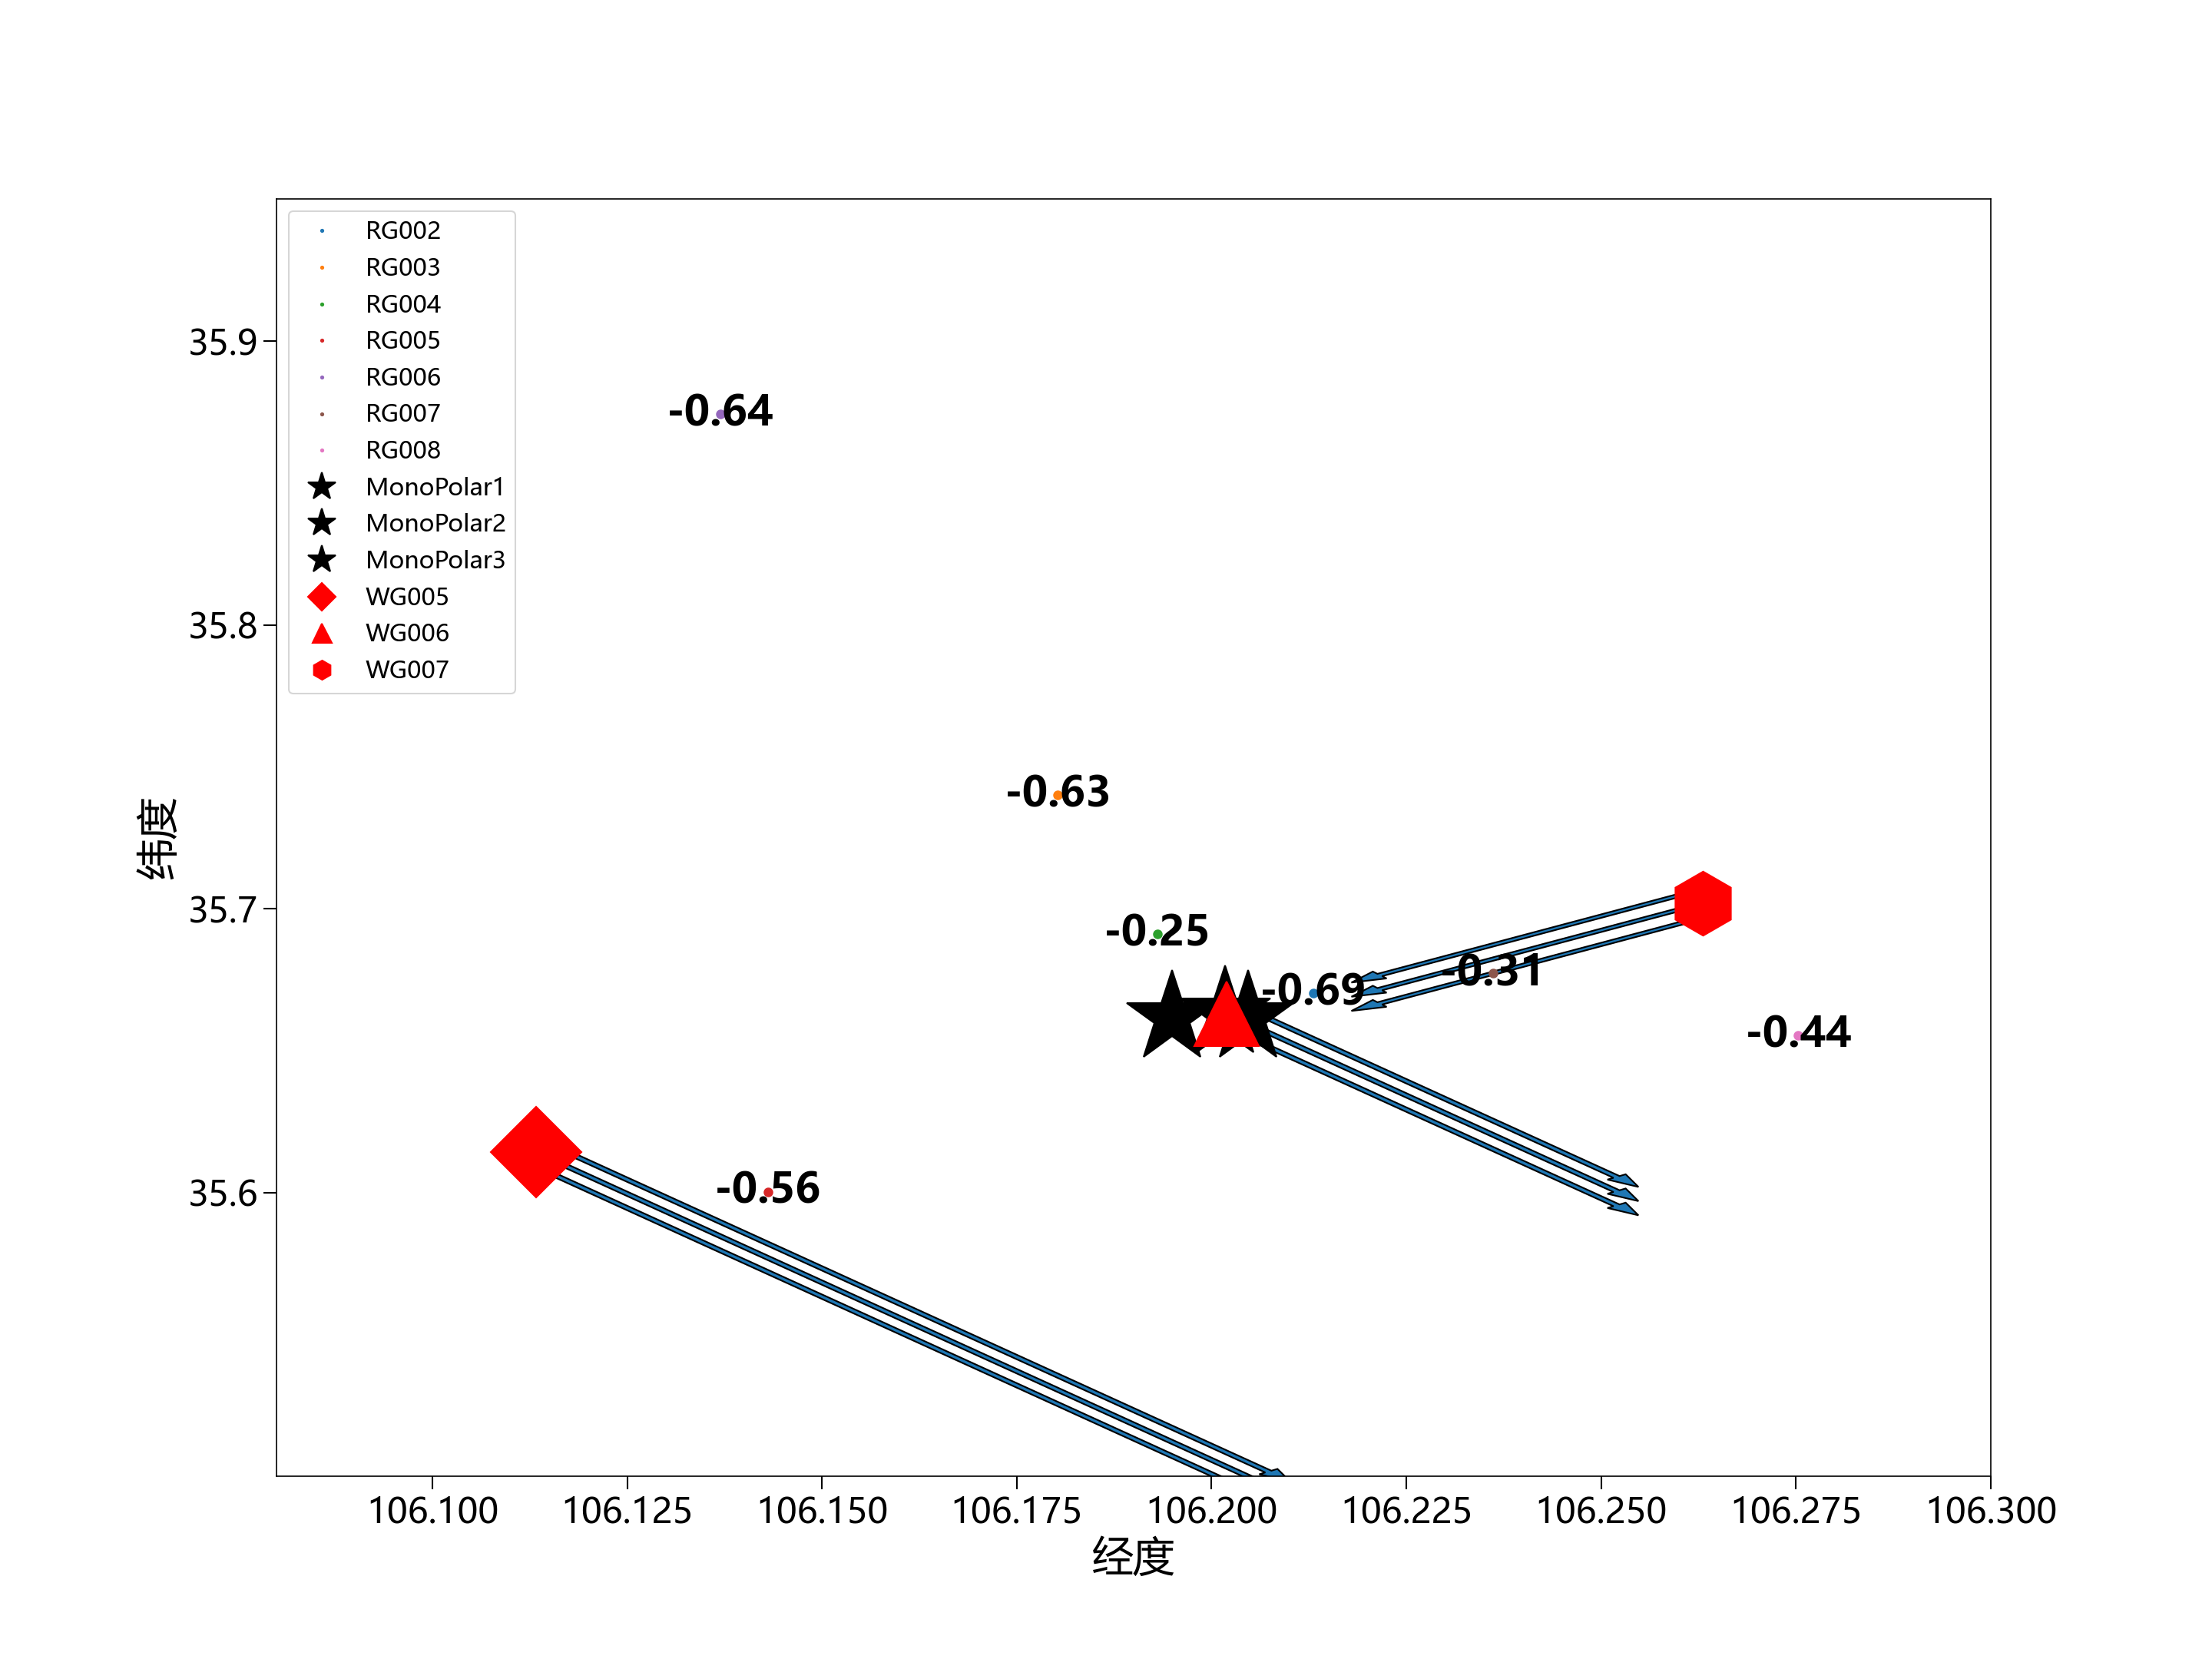 RG002
RG003
RG004
RG005
RG006
RG007
RG008
MonoPolar1
MonoPolar2
MonoPolar3
WG005
WG006
WG007
35.9
35.8
35.7
35.6
纬度
-0.64
-0.63
-0.25
-0.69
-0.31
-0.44
-0.56
106.100
106.125
106.150
106.175
106.200
106.225
106.250
106.275
106.300
经度